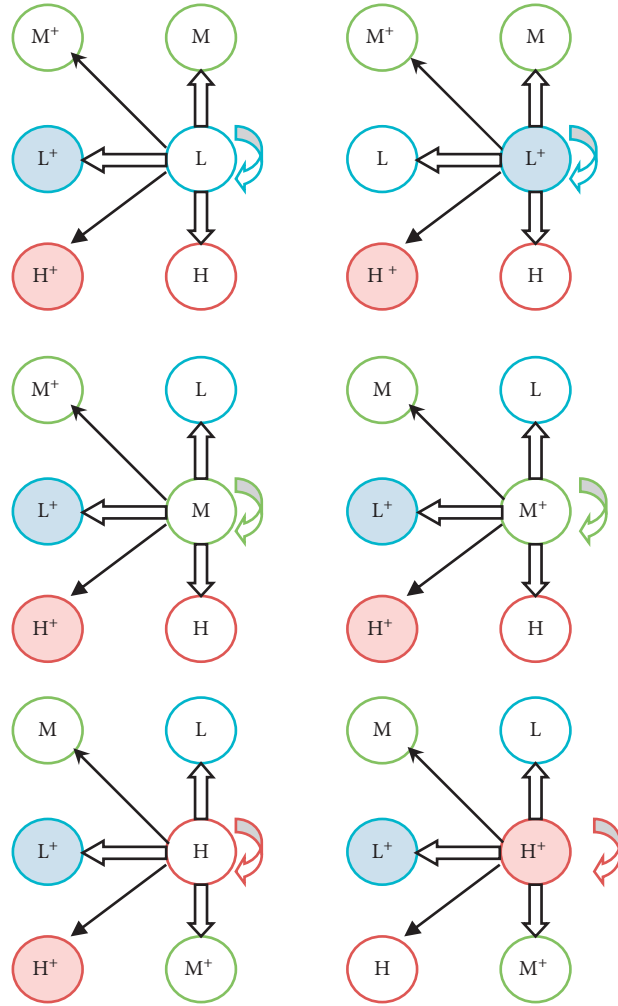 M⁺ M M⁺ M
L⁺ L L L⁺
H⁺ H H⁺ H
M⁺ L M L
L⁺ M L⁺ M⁺
H⁺ H H⁺ H
M L M L
L⁺ H L⁺ H⁺
H⁺ M⁺ H M⁺